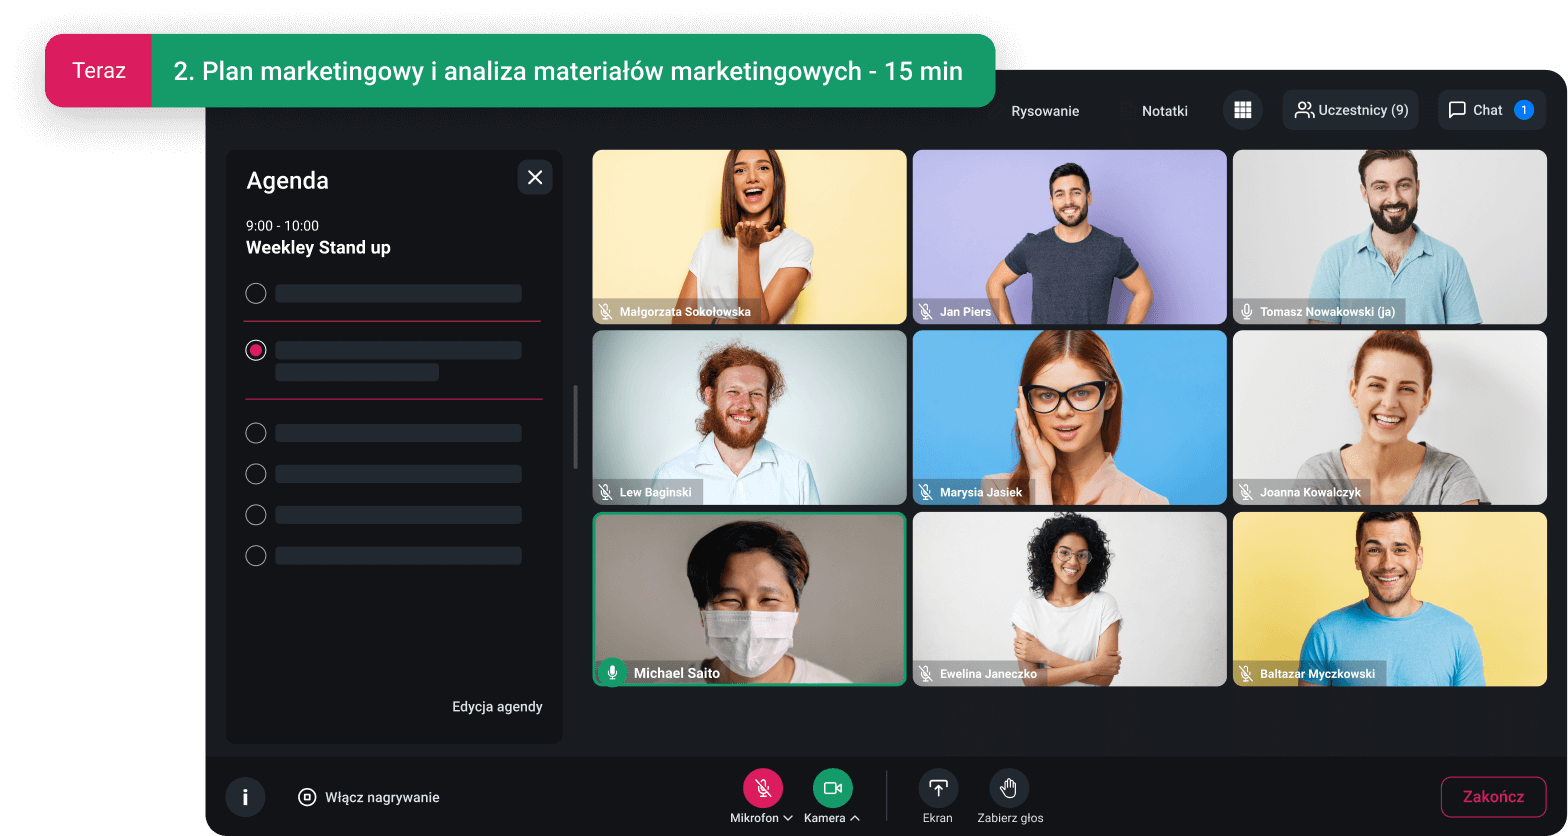 Teraz
2. Plan marketingowy i analiza materiałów marketingowych - 15 min
Rysowanie
Notatki
Uczestnicy (9)
Chat
1
Agenda
9:00 - 10:00
Weekley Stand up
Edycja agendy
Małgorzata Sokołowska
Jan Piers
Tomasz Nowakowski (ja)
Lew Baginski
Marysia Jasiek
Joanna Kowalczyk
Michael Saito
Ewelina Janeczko
Baltazar Myczkowski
i
Włącz nagrywanie
Mikrofon
Kamera
Ekran
Zabierz głos
Zakończ